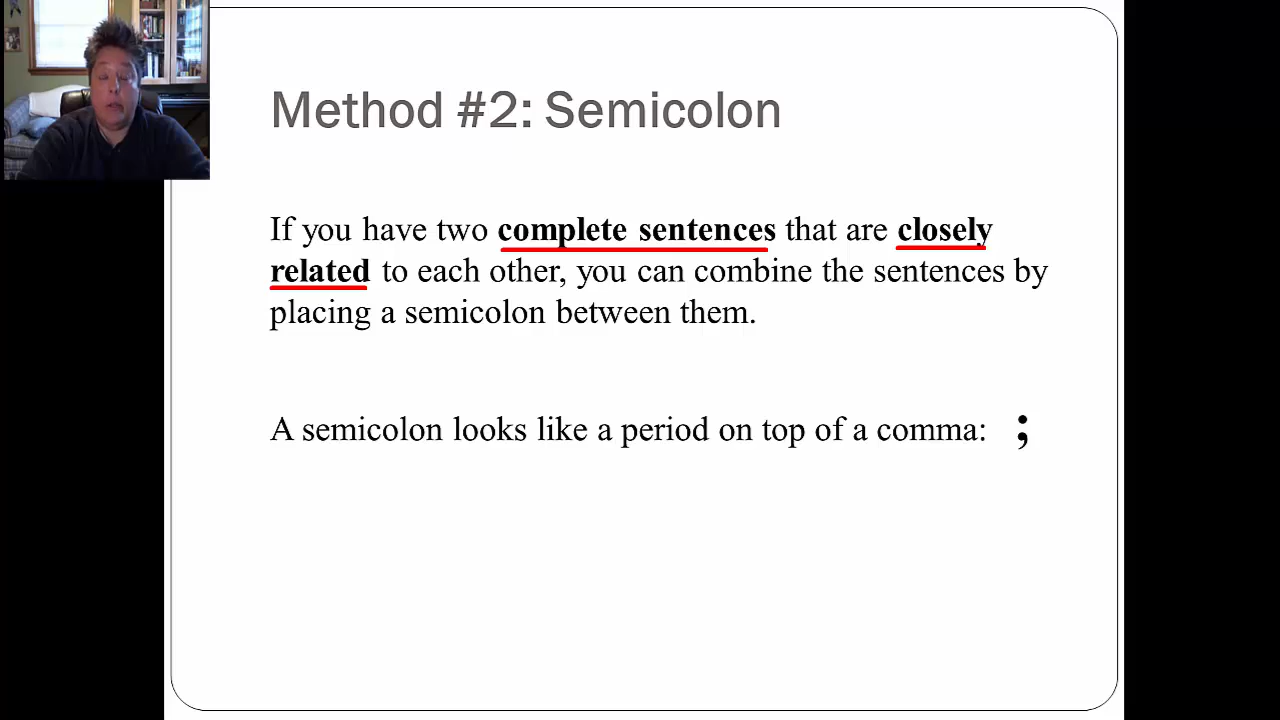 Method #2: Semicolon
If you have two complete sentences that are closely
related to each other, you can combine the sentences by
placing a semicolon between them.
A semicolon looks like a period on top of a comma: ;